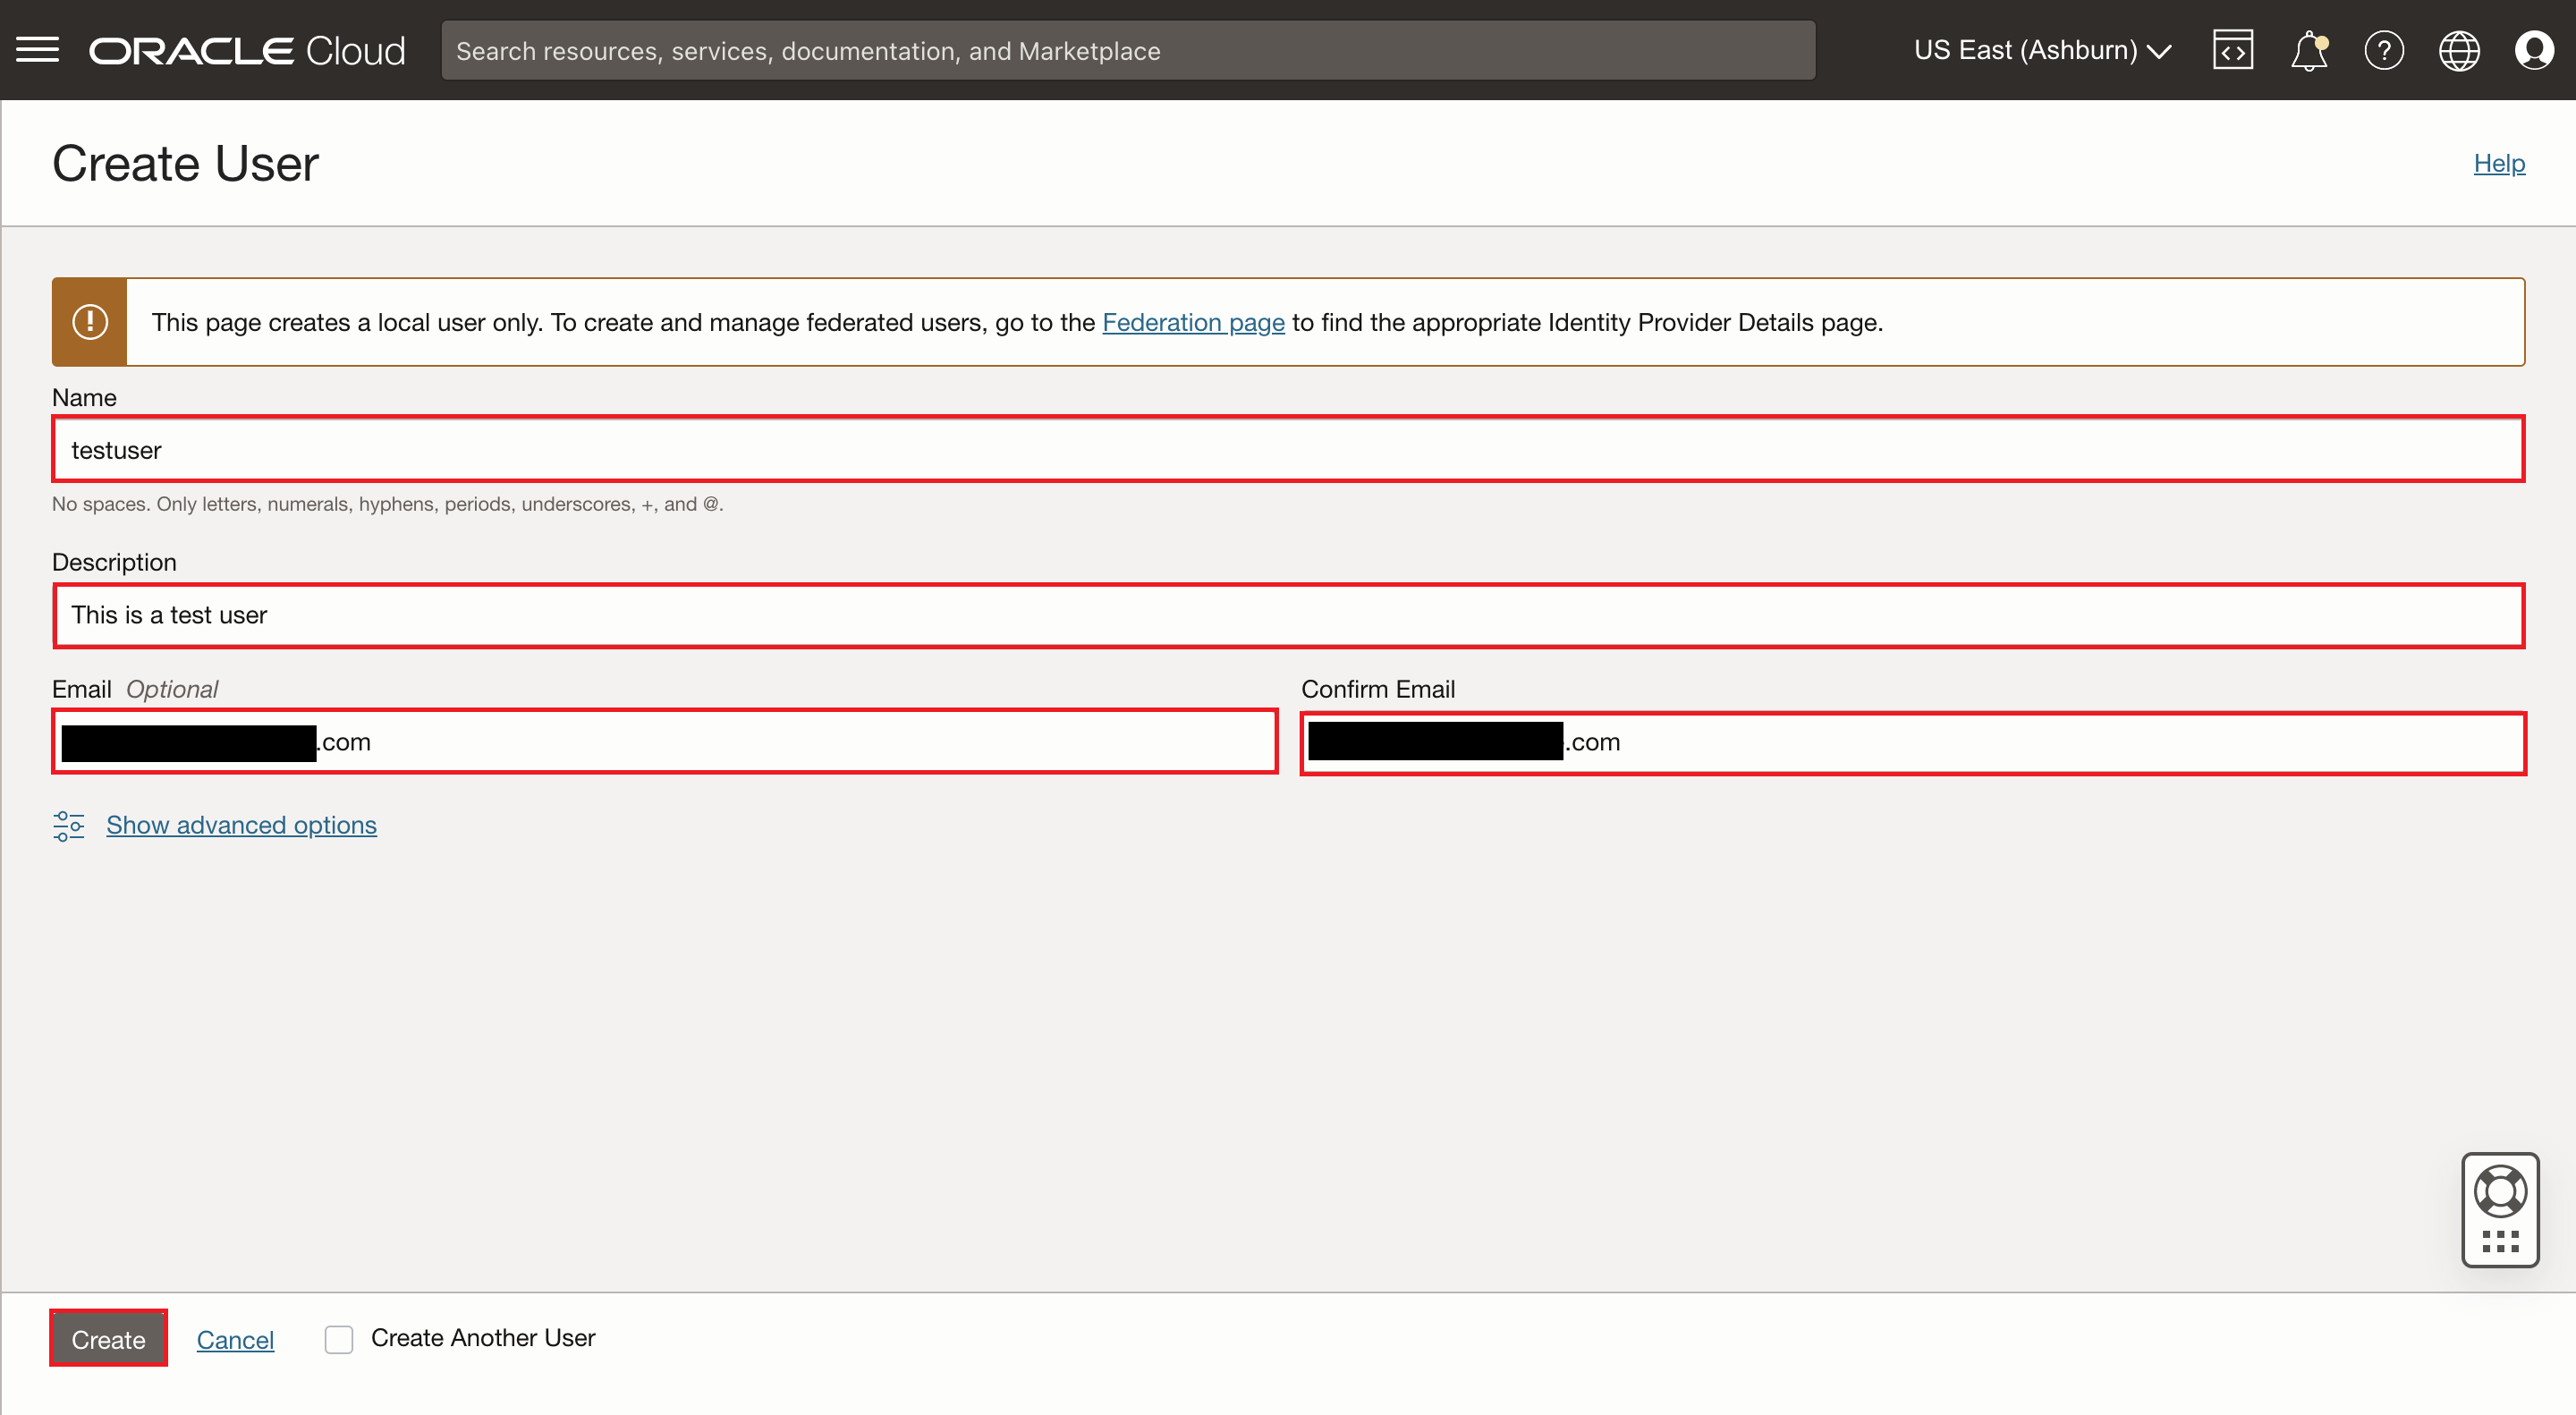 ORACLE Cloud
Search resources, services, documentation, and Marketplace
US East (Ashburn)
Create User
Help
This page creates a local user only. To create and manage federated users, go to the Federation page to find the appropriate Identity Provider Details page.
Name
testuser
No spaces. Only letters, numerals, hyphens, periods, underscores, +, and @.
Description
This is a test user
Email Optional
Confirm Email
.com
.com
Show advanced options
Create
Cancel
Create Another User